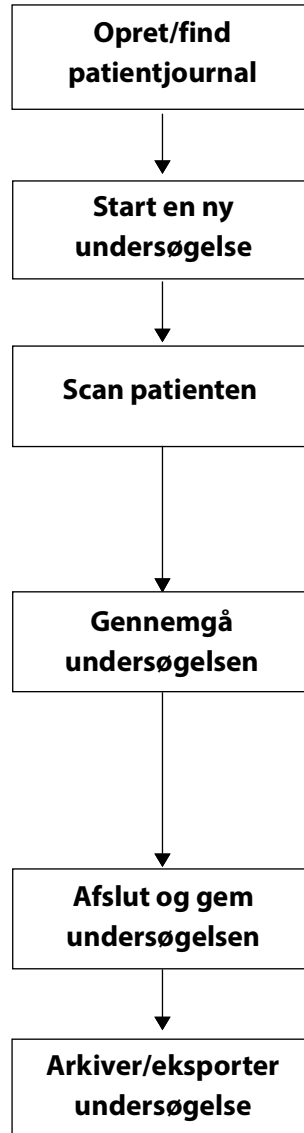 Opret/find
patientjournal
Start en ny
undersøgelse
Scan patienten
Gennemgå
undersøgelsen
Afslut og gem
undersøgelsen
Arkiver/eksporter
undersøgelse